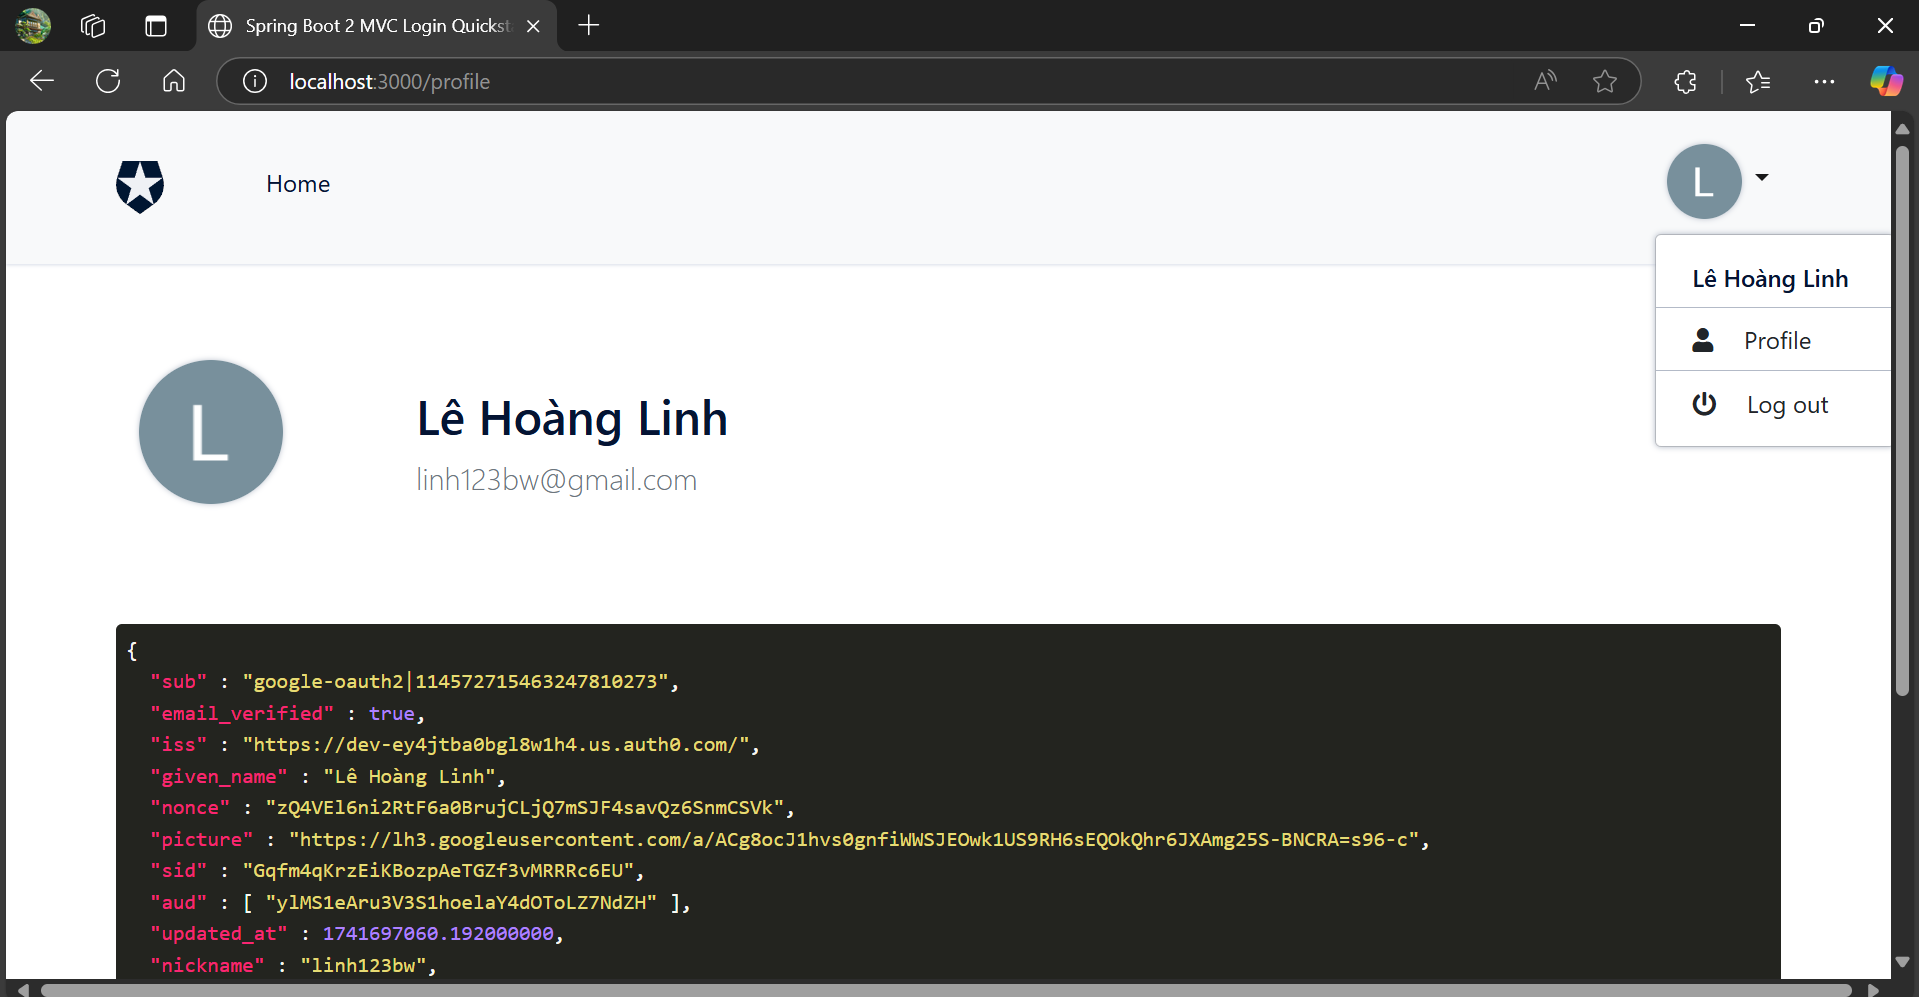 Spring Boot 2 MVC Login Quickst
localhost:3000/profile
Home
L
Lê Hoàng Linh
Profile
Log out
L
Lê Hoàng Linh
linh123bw@gmail.com
{
"sub" : "google-oauth2|114572715463247810273",
"email_verified" : true,
"iss" : "https://dev-ey4jtba0bgl8w1h4.us.auth0.com/",
"given_name" : "Lê Hoàng Linh",
"nonce" : "zQ4VEl6ni2RtF6a0BrujCLjQ7mSJF4savQz6SnmCSVk",
"picture" : "https://lh3.googleusercontent.com/a/ACg8ocJ1hvs0gnfiWWSJEOwk1US9RH6sEQOkQhr6JXAmg25S-BNCRA=s96-c",
"sid" : "Gqfm4qKrzEiKBozpAeTGZf3vMRRRc6EU",
"aud" : [ "ylMS1eAru3V3S1hoelaY4dOToLZ7NdZH" ],
"updated_at" : 1741697060.192000000,
"nickname" : "linh123bw",